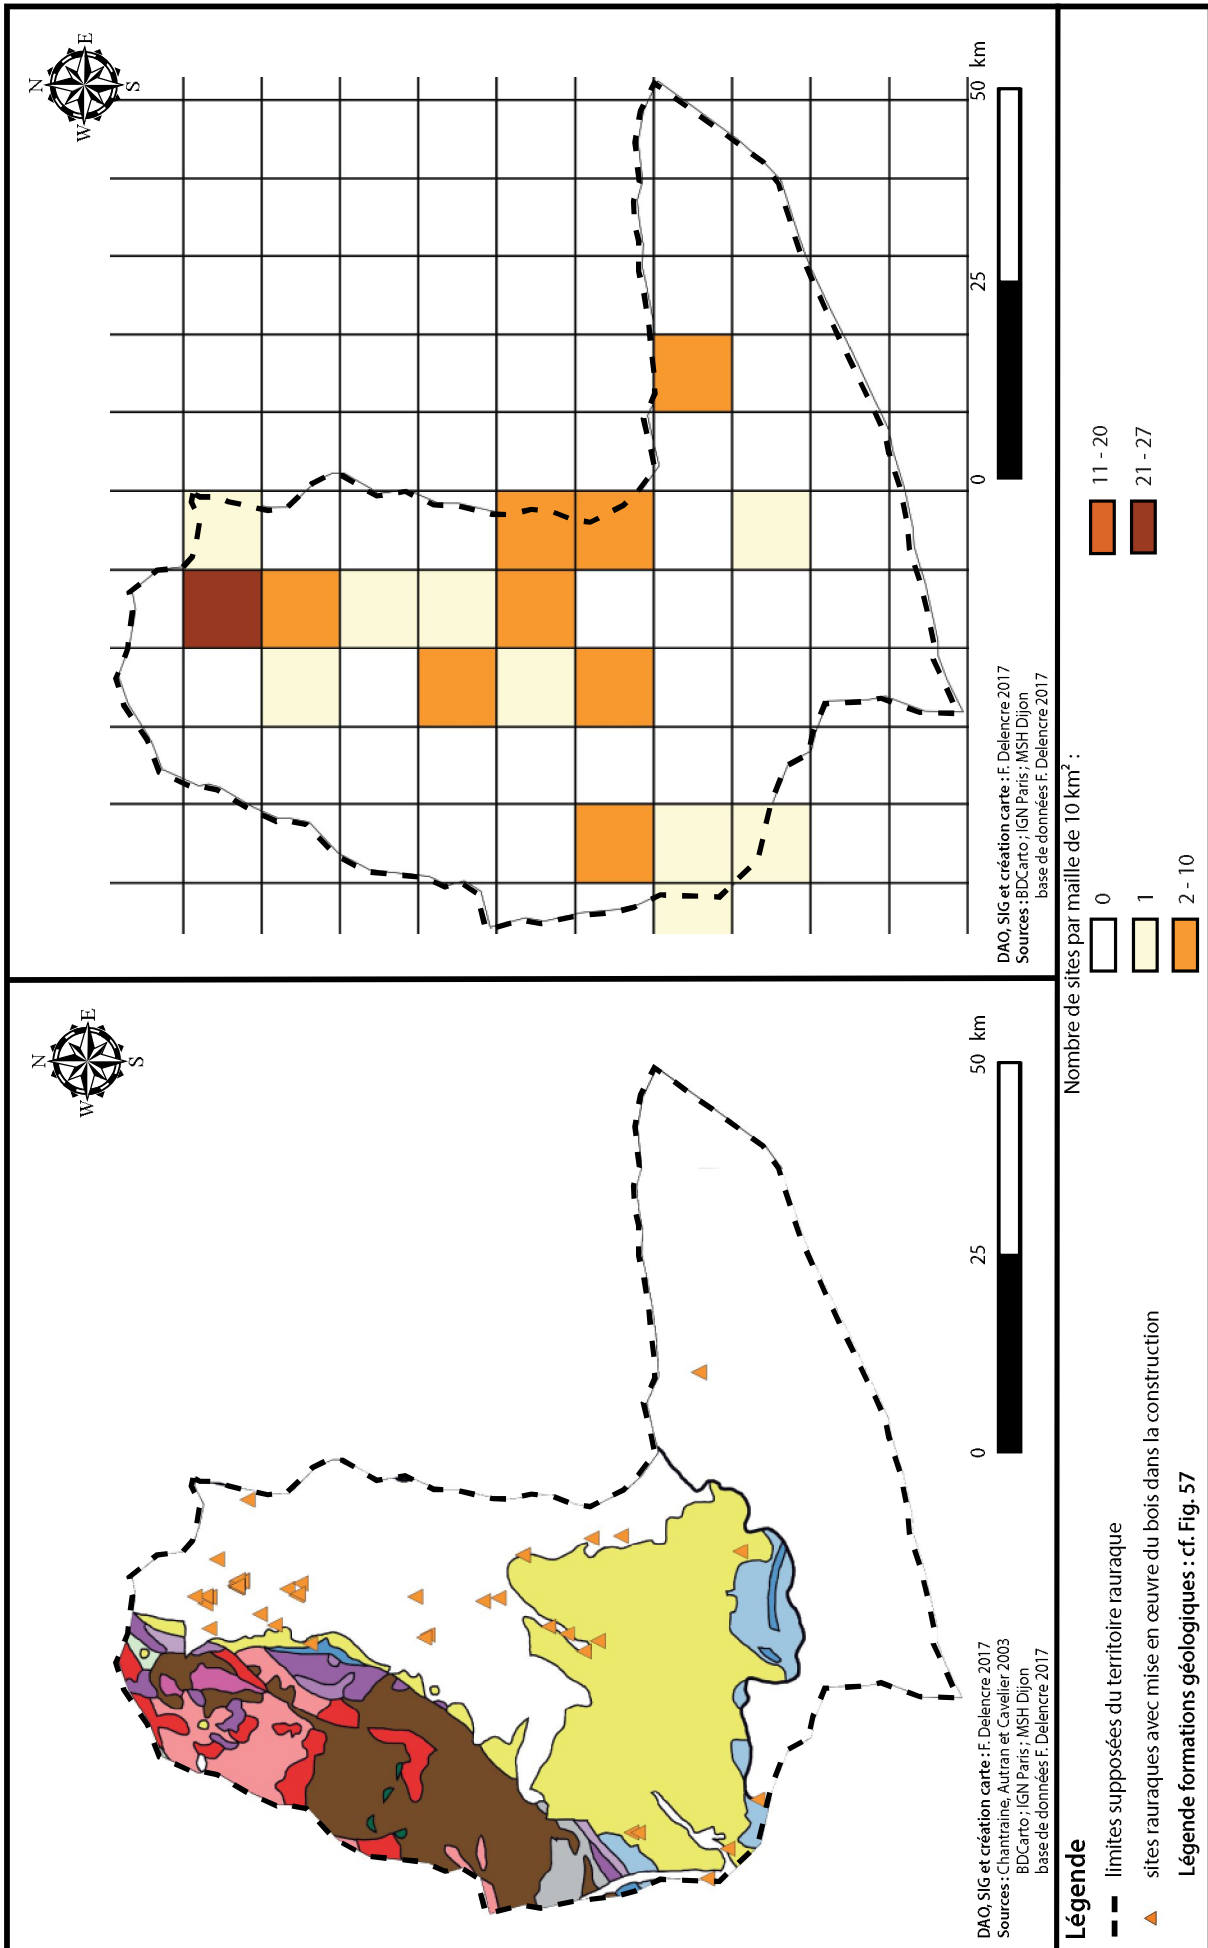 N
E
S
W
0
25
50
km
DAO, SIG et création carte : F. Delencre 2017
Sources : Chantraine, Autran et Cavelier 2003
BDCarto ; IGN Paris ; MSH Dijon
base de données F. Delencre 2017
N
E
S
W
0
25
50
km
DAO, SIG et création carte : F. Delencre 2017
Sources : BDCarto ; IGN Paris ; MSH Dijon
base de données F. Delencre 2017
Légende
limites supposées du territoire rauraque
sites rauraques avec mise en œuvre du bois dans la construction
Légende formations géologiques : cf. Fig. 57
Nombre de sites par maille de 10 km² :
0
1
2 - 10
11 - 20
21 - 27